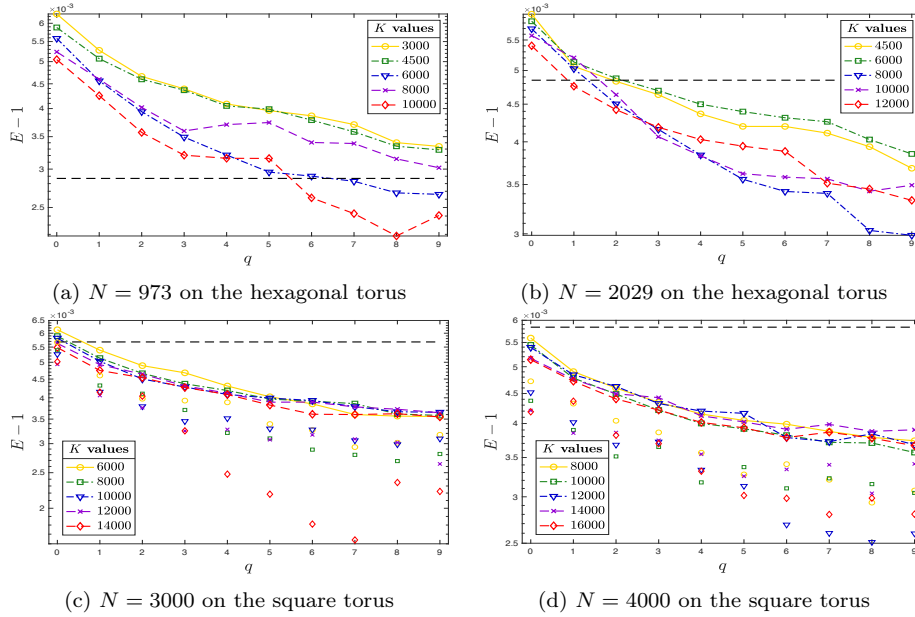 ×10⁻³
6
5.5
5
4.5
4
3.5
3
2.5
E − 1
0 1 2 3 4 5 6 7 8 9
q
K values
3000
4500
6000
8000
10000
(a) N = 973 on the hexagonal torus
×10⁻³
5.5
5
4.5
4
3.5
3
E − 1
0 1 2 3 4 5 6 7 8 9
q
K values
4500
6000
8000
10000
12000
(b) N = 2029 on the hexagonal torus
×10⁻³
6.5
6
5.5
5
4.5
4
3.5
3
2.5
2
E − 1
0 1 2 3 4 5 6 7 8 9
q
K values
6000
8000
10000
12000
14000
(c) N = 3000 on the square torus
×10⁻³
6
5.5
5
4.5
4
3.5
3
2.5
E − 1
0 1 2 3 4 5 6 7 8 9
q
K values
8000
10000
12000
14000
16000
(d) N = 4000 on the square torus